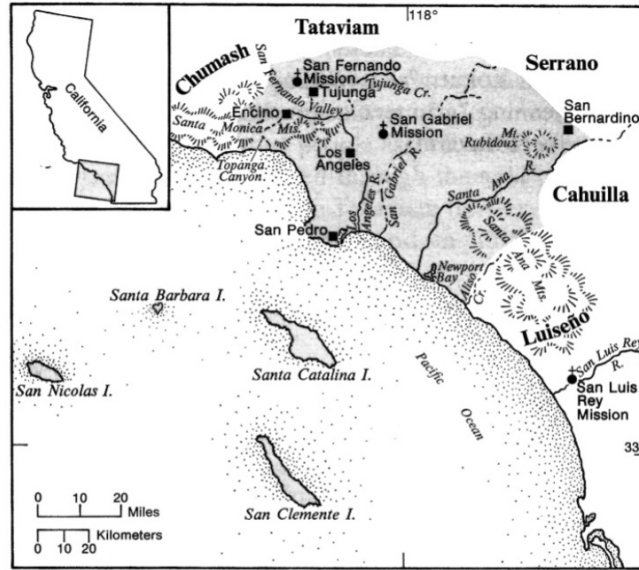 118°
Tataviam
Chumash
Serrano
San Fernando
Mission
Tujunga Cr.
Tujunga
San Fernando Valley
Encino
San Gabriel
Mission
San
Bernardino
Santa
Monica Mts.
Mt.
Rubidoux
Los
Angeles
Topanga
Canyon
San Gabriel R.
Los
Angeles R.
Santa Ana R.
Cahuilla
San Pedro
Santa
Ana
Mts.
Newport
Bay
Aliso
Cr.
Luiseño
Santa Barbara I.
Santa Catalina I.
San Nicolas I.
Pacific
Ocean
San Luis Rey
R.
San Luis
Rey
Mission
33
San Clemente I.
0 10 20
Miles
Kilometers
0 10 20
California